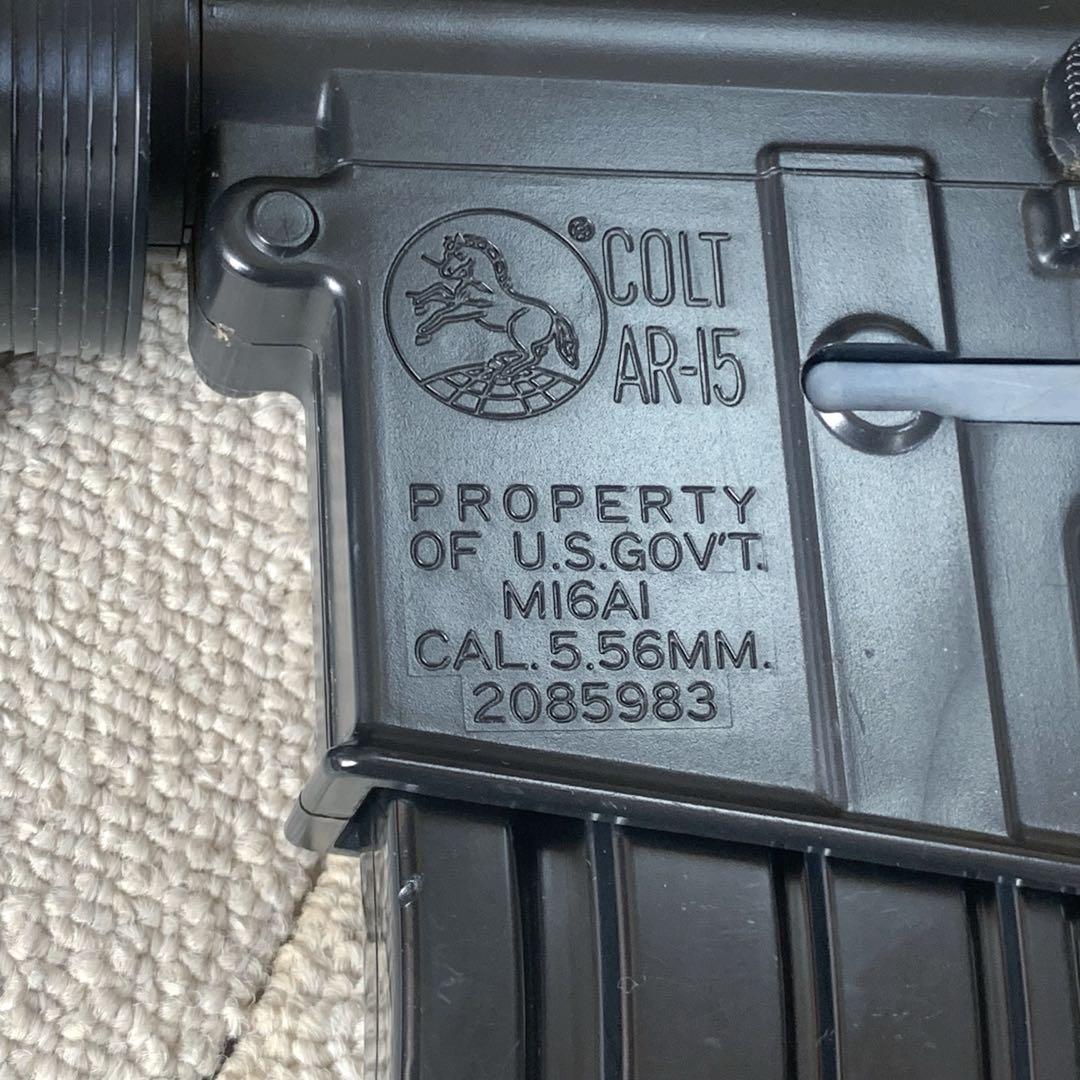 ® COLT
AR-15
PROPERTY
OF U.S.GOV'T.
M16A1
CAL. 5.56MM.
2085983